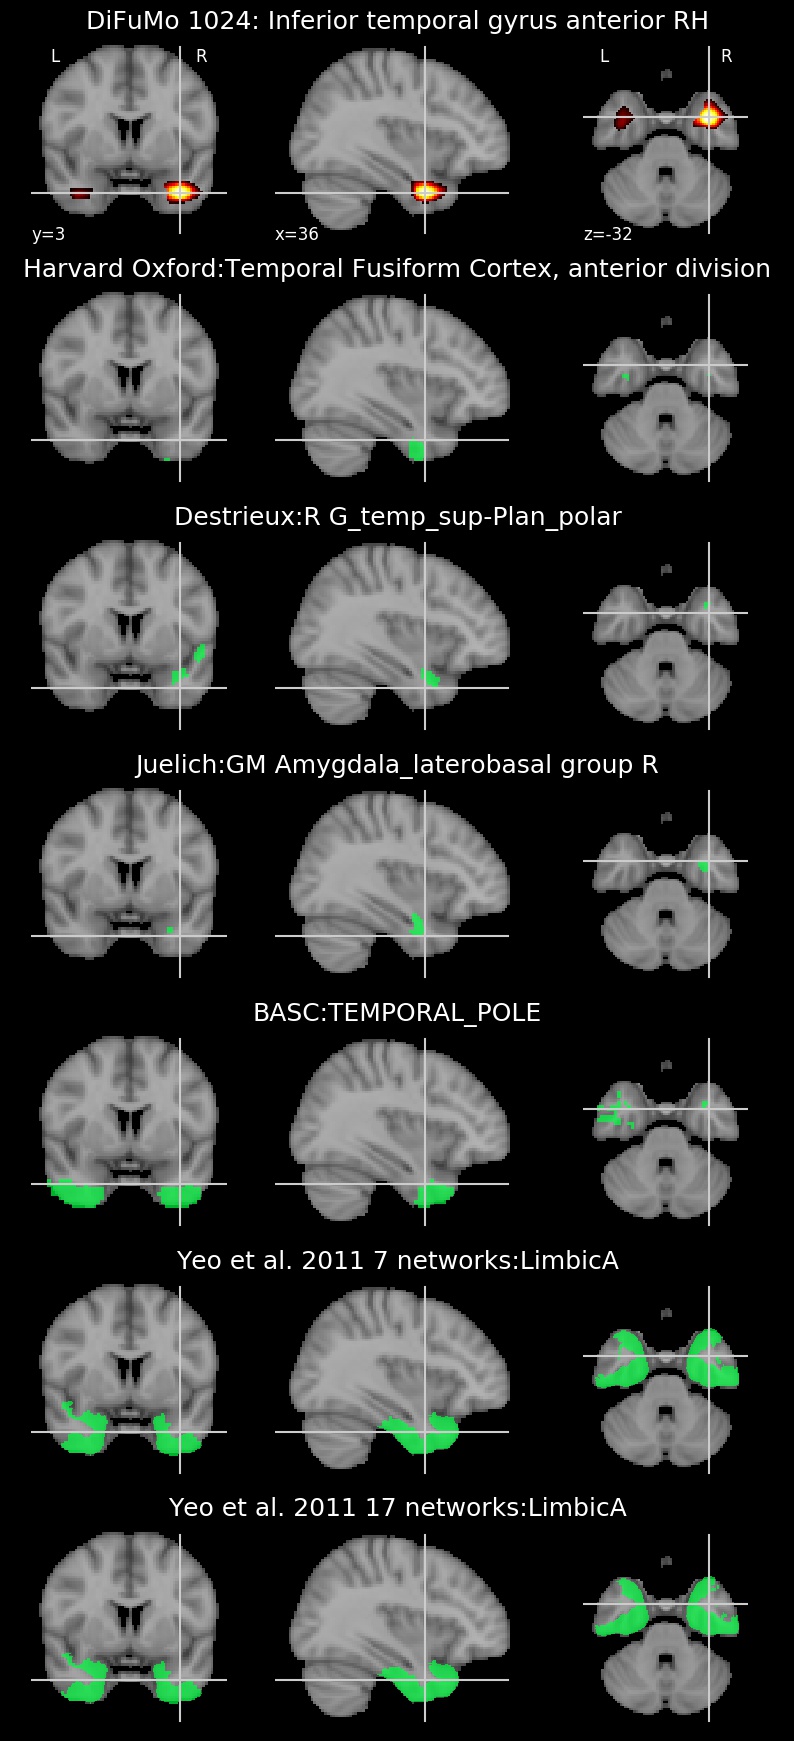 DiFuMo 1024: Inferior temporal gyrus anterior RH
L R L R
y=3 x=36 z=-32
Harvard Oxford:Temporal Fusiform Cortex, anterior division
Destrieux:R G_temp_sup-Plan_polar
Juelich:GM Amygdala_laterobasal group R
BASC:TEMPORAL_POLE
Yeo et al. 2011 7 networks:LimbicA
Yeo et al. 2011 17 networks:LimbicA